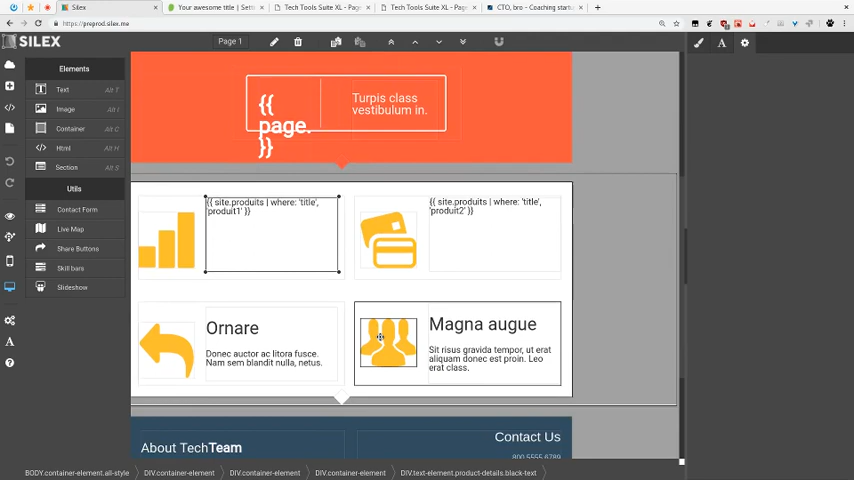 Silex
Your awesome title | Sett
Tech Tools Suite XL - Page
Tech Tools Suite XL - Page
CTO, bro - Coaching startu
https://preprod.silex.me
SILEX
Page 1
Elements
Text Alt T
Image Alt I
Container Alt C
Html Alt H
Section Alt S
Utils
Contact Form
Live Map
Share Buttons
Skill bars
Slideshow
{{
page.
}}
Turpis class
vestibulum in.
{{ site.produits | where: 'title',
'produit1' }}
{{ site.produits | where: 'title',
'produit2' }}
Ornare
Donec auctor ac litora fusce.
Nam sem blandit nulla, netus.
Magna augue
Sit risus gravida tempor, ut erat
aliquam donec est proin. Leo
erat class.
About TechTeam
Contact Us
800.5555.6789
BODY.container-element.all-style
DIV.container-element
DIV.container-element
DIV.container-element
DIV.text-element.product-details.black-text